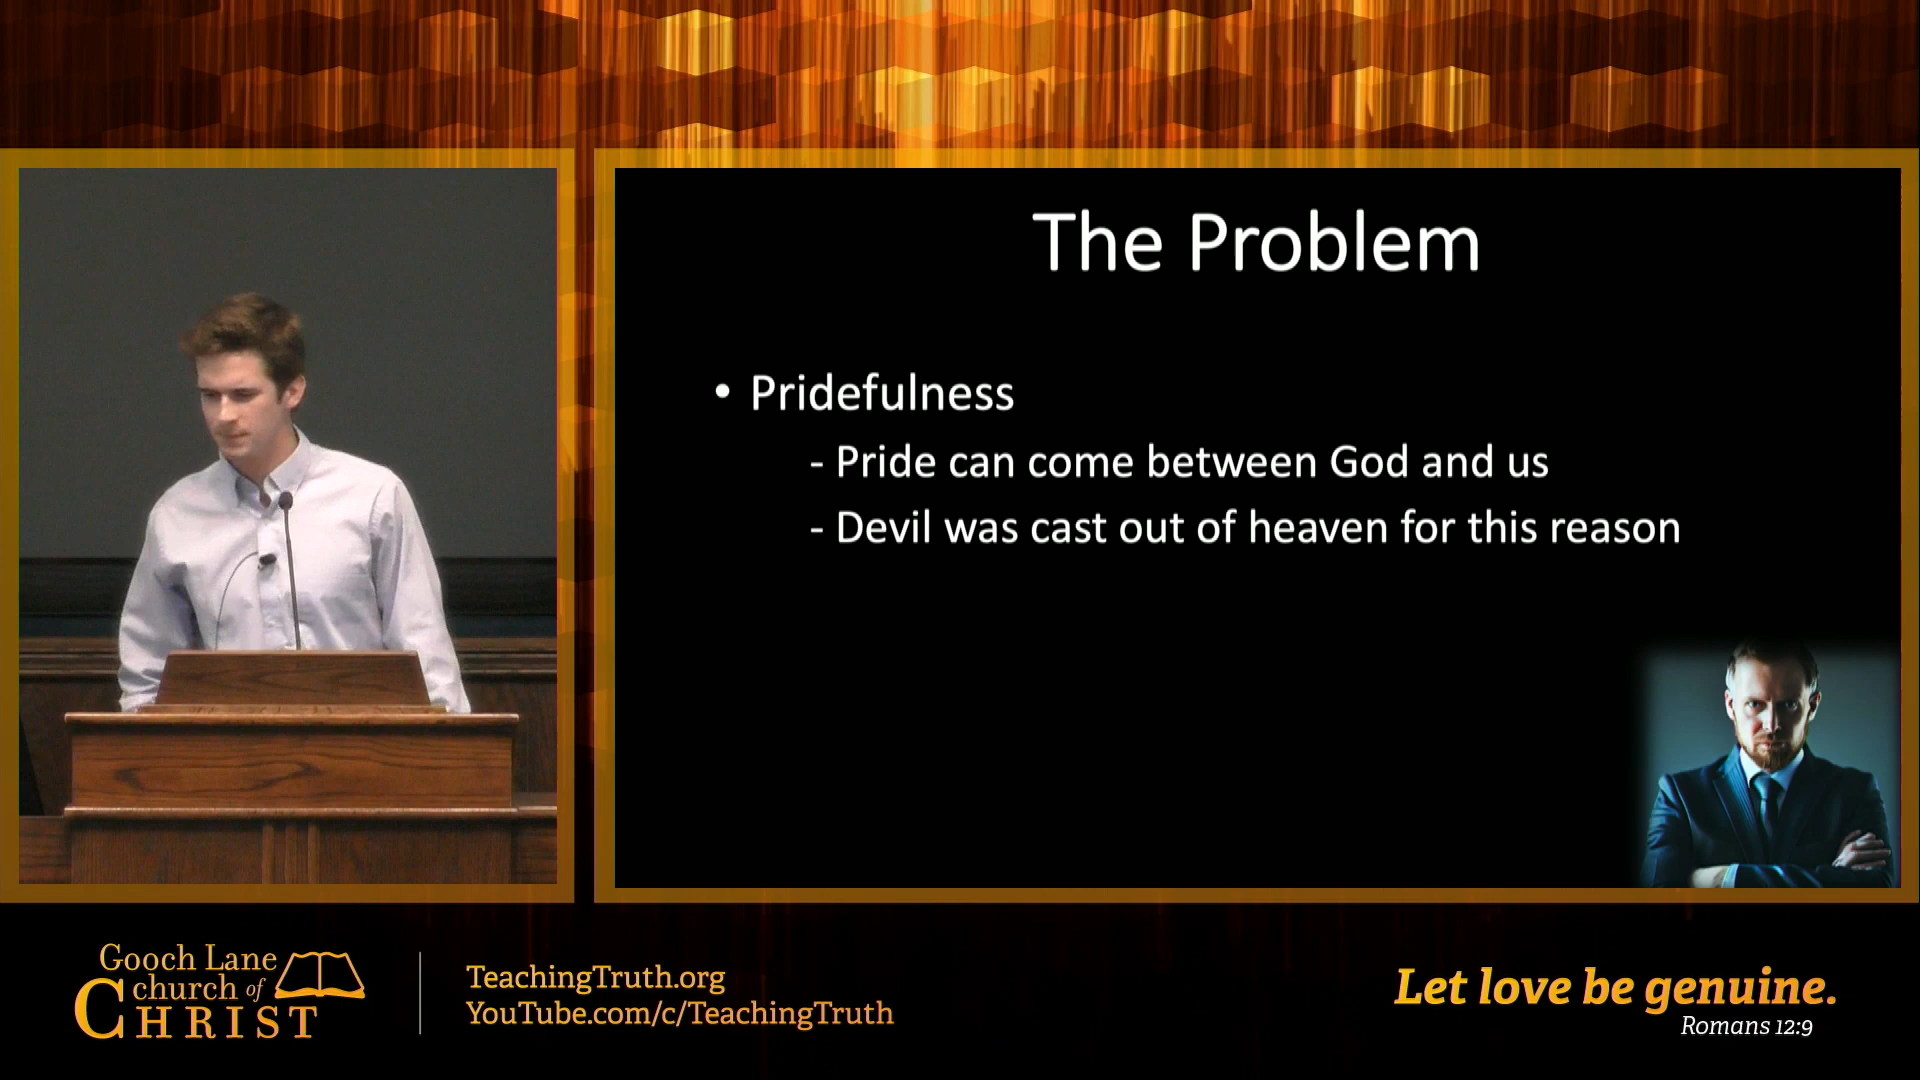 The Problem
• Pridefulness
- Pride can come between God and us
- Devil was cast out of heaven for this reason
Gooch Lane
church of
CHRIST
TeachingTruth.org
YouTube.com/c/TeachingTruth
Let love be genuine.
Romans 12:9